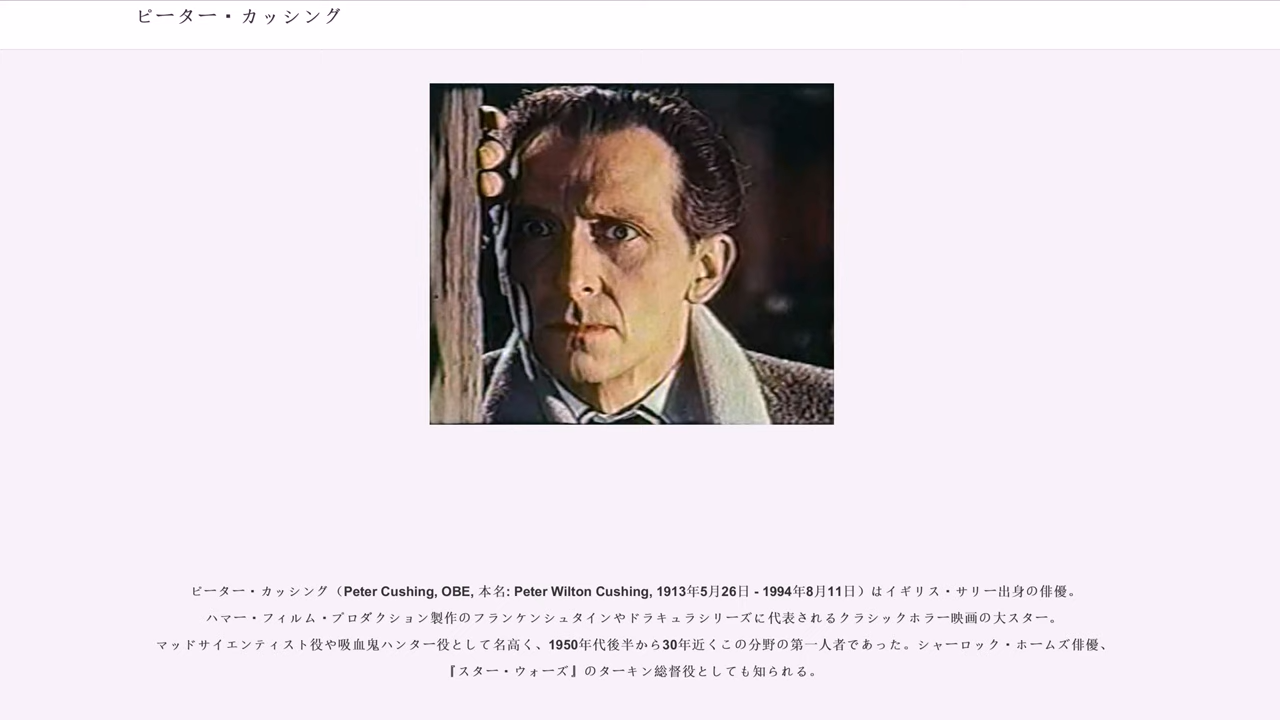 ピーター・カッシング
ピーター・カッシング（Peter Cushing, OBE, 本名: Peter Wilton Cushing, 1913年5月26日 - 1994年8月11日）はイギリス・サリー出身の俳優。
ハマー・フィルム・プロダクション製作のフランケンシュタインやドラキュラシリーズに代表されるクラシックホラー映画の大スター。
マッドサイエンティスト役や吸血鬼ハンター役として名高く、1950年代後半から30年近くこの分野の第一人者であった。シャーロック・ホームズ俳優、
『スター・ウォーズ』のターキン総督役としても知られる。